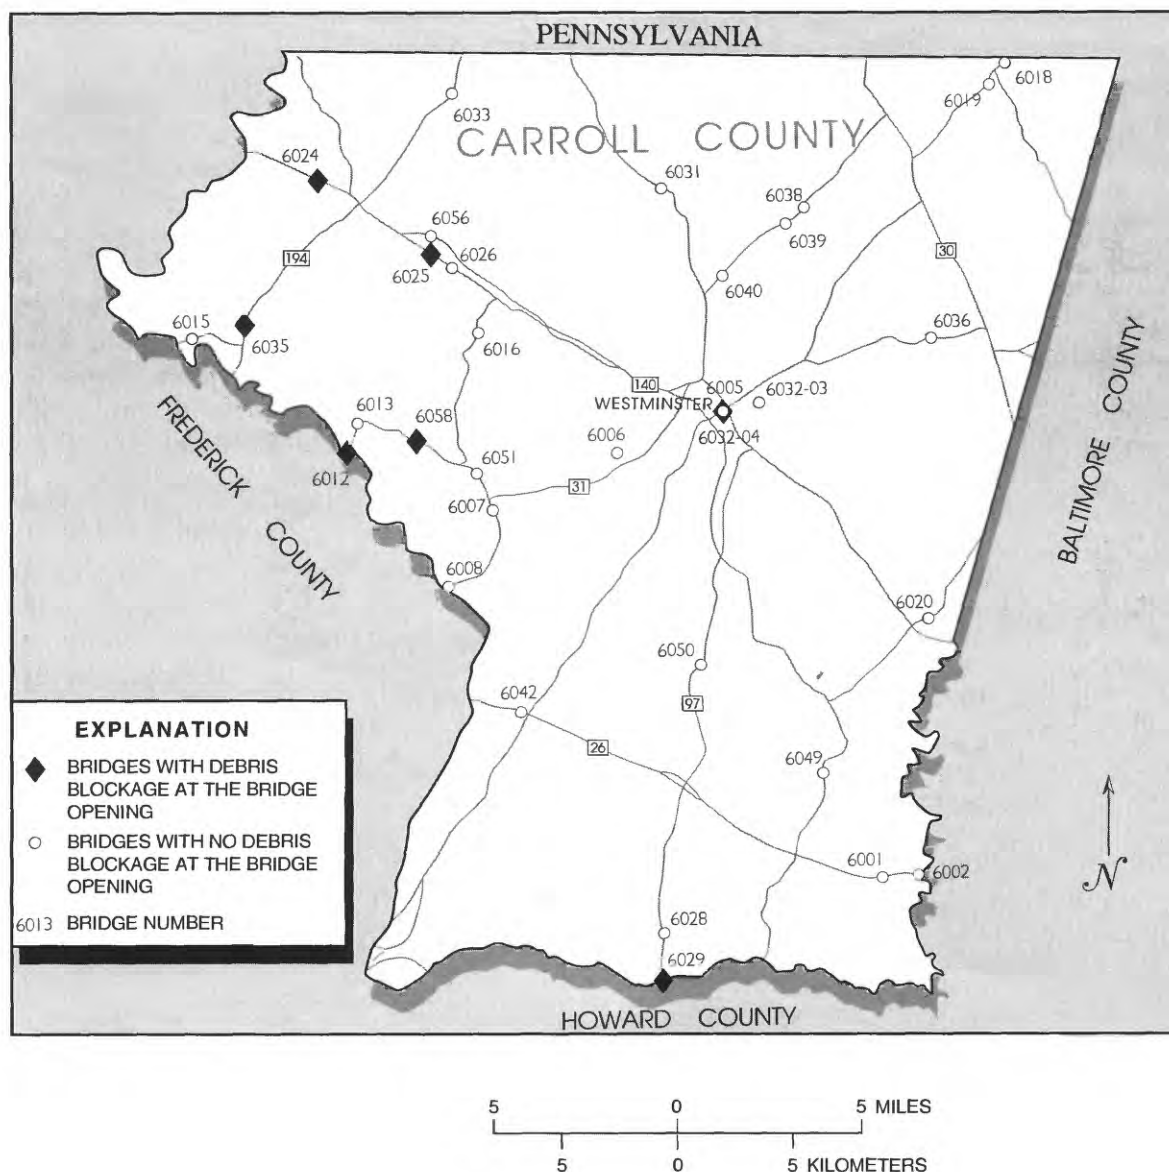 PENNSYLVANIA
6018
6019
6033
CARROLL COUNTY
6024
6031
6038
6056
6039
30
194
6026
6025
6040
6015
6035
6016
6036
BALTIMORE COUNTY
140
6005
6032-03
WESTMINSTER
FREDERICK
COUNTY
6013
6058
6006
6032-04
6012
6051
31
6007
6008
6020
6050
6042
97
26
6049
EXPLANATION
BRIDGES WITH DEBRIS
BLOCKAGE AT THE BRIDGE
OPENING
BRIDGES WITH NO DEBRIS
BLOCKAGE AT THE BRIDGE
OPENING
6013 BRIDGE NUMBER
N
6001
6002
6028
6029
HOWARD COUNTY
5 0 5 MILES
5 0 5 KILOMETERS